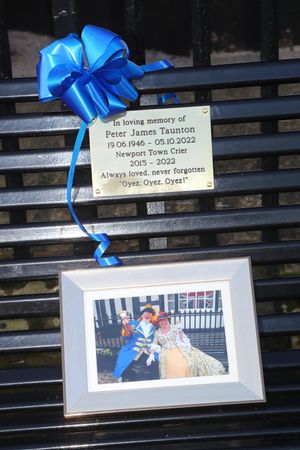 In loving memory of
Peter James Taunton
19.06.1946 - 05.10.2022
Newport Town Crier
2015 - 2022
Always loved, never forgotten
"Oyez, Oyez, Oyez!"